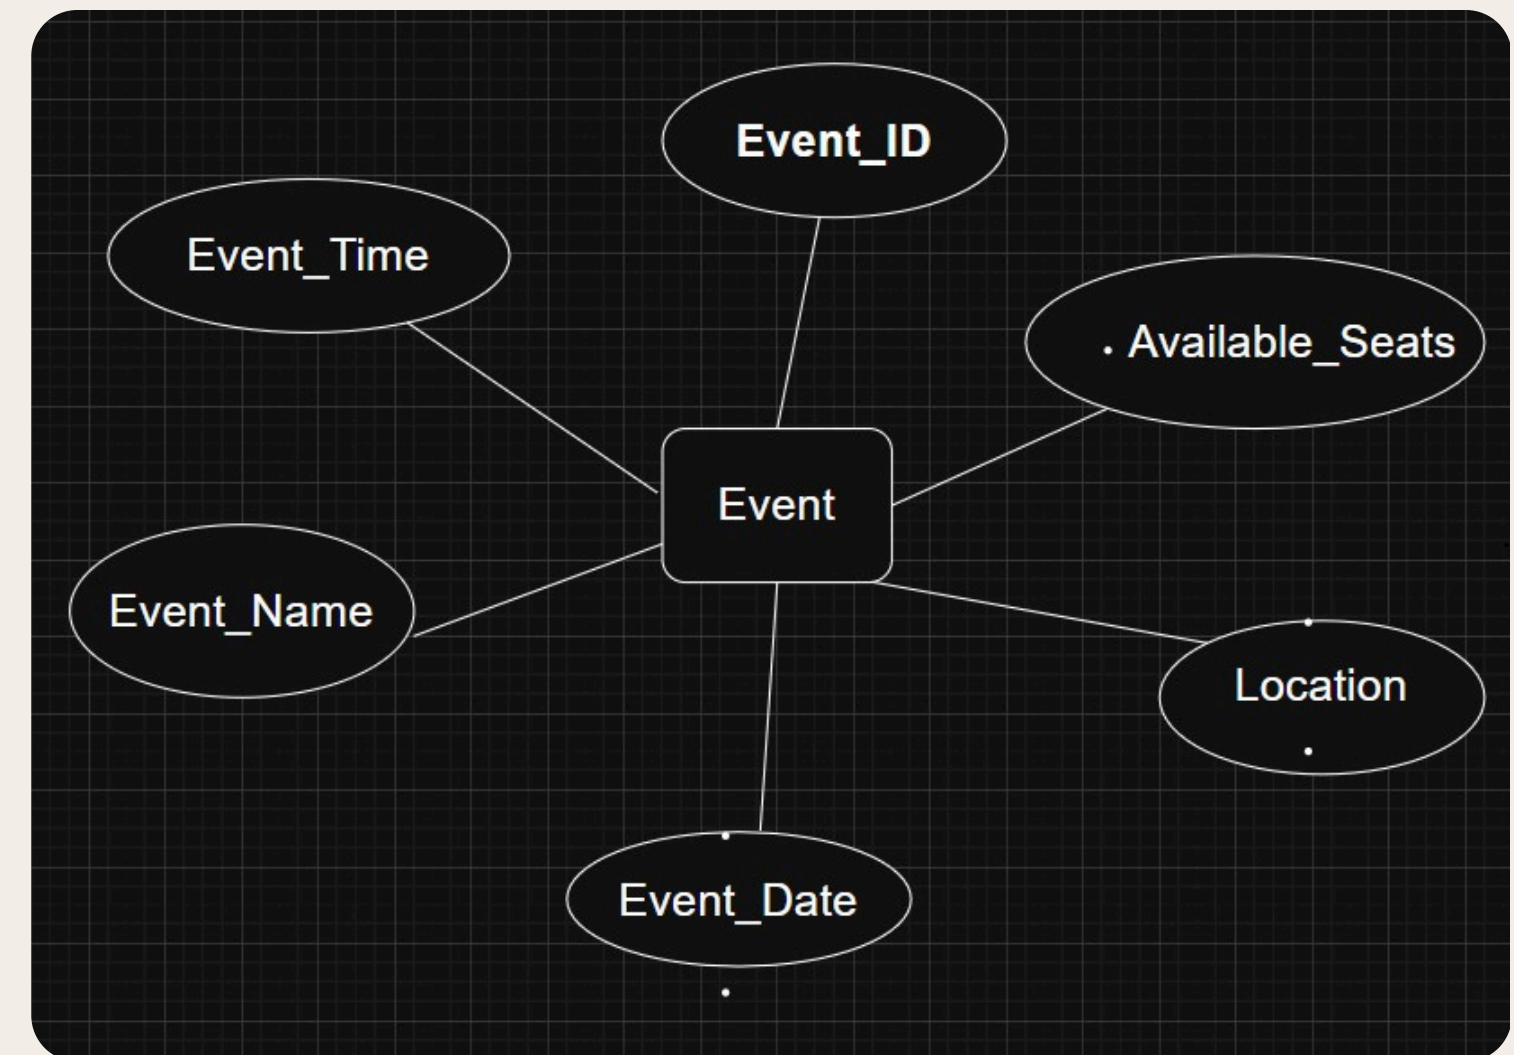 Event_ID
Event_Time
• Available_Seats
Event
Event_Name
Location
Event_Date